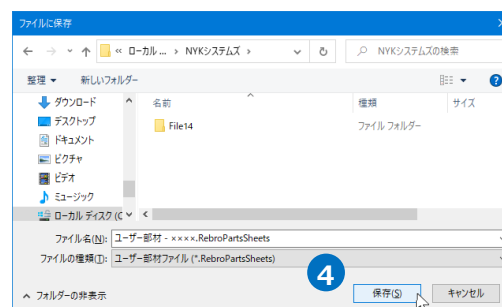 ファイルに保存
« ローカル ... › NYKシステムズ ›
NYKシステムズの検索
整理 ▼ 新しいフォルダー
ダウンロード
デスクトップ
ドキュメント
ピクチャ
ビデオ
ミュージック
ローカル ディスク (C
名前 種類 サイズ
File14 ファイル フォルダー
ファイル名(N): ユーザー部材 - ××××.RebroPartsSheets
ファイルの種類(T): ユーザー部材ファイル (*.RebroPartsSheets)
4
フォルダーの非表示 保存(S) キャンセル